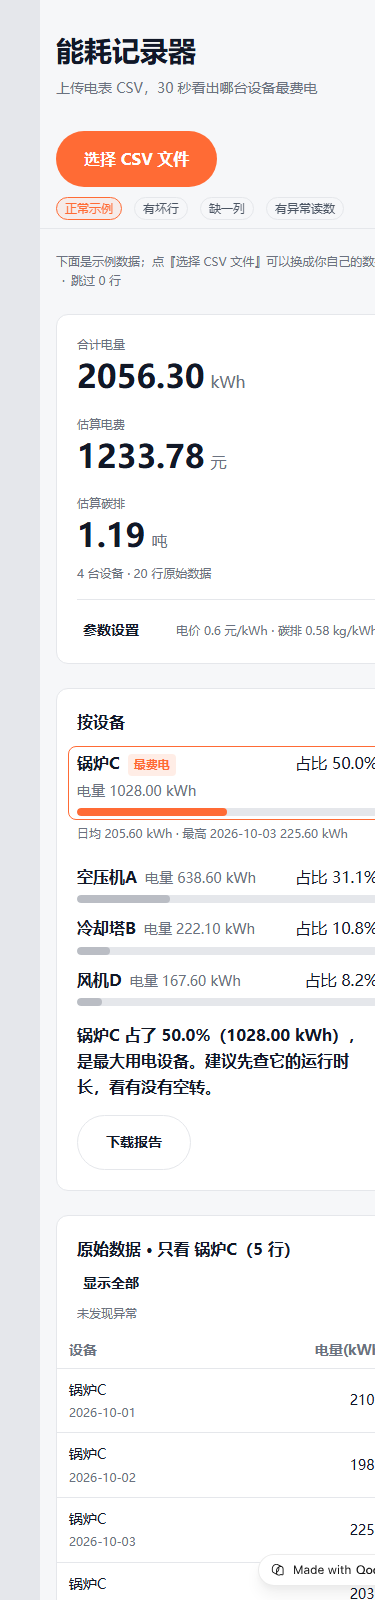 能耗记录器
上传电表 CSV，30 秒看出哪台设备最费电
选择 CSV 文件
正常示例 有坏行 缺一列 有异常读数
下面是示例数据；点『选择 CSV 文件』可以换成你自己的数
· 跳过 0 行
合计电量
2056.30 kWh
估算电费
1233.78 元
估算碳排
1.19 吨
4 台设备 · 20 行原始数据
参数设置 电价 0.6 元/kWh · 碳排 0.58 kg/kWh
按设备
锅炉C 最费电 占比 50.0%
电量 1028.00 kWh
日均 205.60 kWh · 最高 2026-10-03 225.60 kWh
空压机A 电量 638.60 kWh 占比 31.1%
冷却塔B 电量 222.10 kWh 占比 10.8%
风机D 电量 167.60 kWh 占比 8.2%
锅炉C 占了 50.0%（1028.00 kWh），
是最大用电设备。建议先查它的运行时
长，看有没有空转。
下载报告
原始数据 • 只看 锅炉C（5 行）
显示全部
未发现异常
设备 电量(kWh
锅炉C
2026-10-01
210
锅炉C
2026-10-02
198
锅炉C
2026-10-03
225
锅炉C
203
Made with